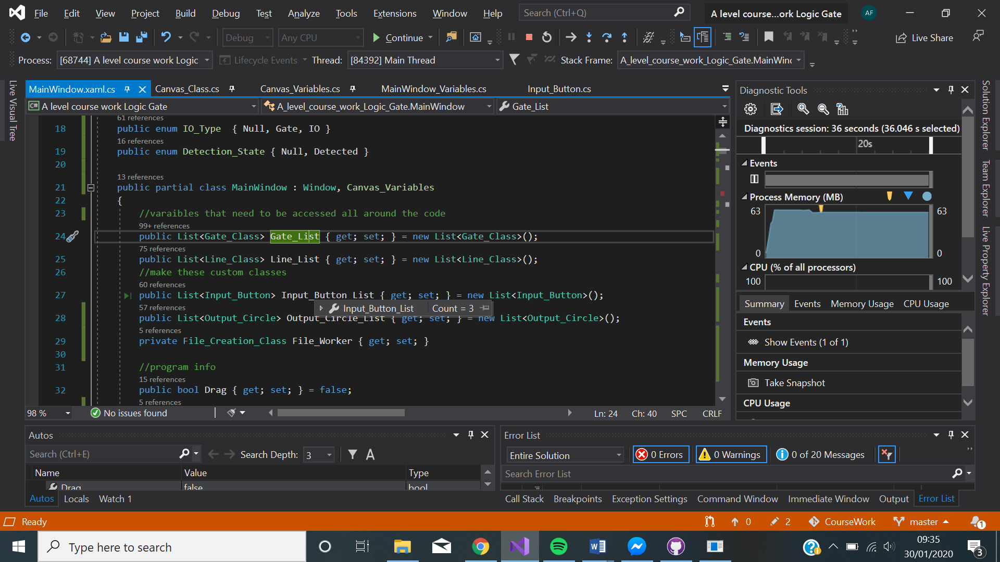 File Edit View Project Build Debug Test Analyze Tools Extensions Window Help Search (Ctrl+Q) A level course...ork Logic Gate AF
Debug Any CPU Continue Live Share
Process: [68744] A level course work Logic Lifecycle Events Thread: [84392] Main Thread Stack Frame: A_level_course_work_Logic_Gate.MainWind
Live Visual Tree
MainWindow.xaml.cs Canvas_Class.cs Canvas_Variables.cs MainWindow_Variables.cs Input_Button.cs
C# A level course work Logic Gate A_level_course_work_Logic_Gate.MainWindow Gate_List
61 references
18 public enum IO_Type { Null, Gate, IO }
16 references
19 public enum Detection_State { Null, Detected }
20
13 references
21 public partial class MainWindow : Window, Canvas_Variables
22 {
23 //varaibles that need to be accessed all around the code
99+ references
24 public List<Gate_Class> Gate_List { get; set; } = new List<Gate_Class>();
75 references
25 public List<Line_Class> Line_List { get; set; } = new List<Line_Class>();
26 //make these custom classes
60 references
27 public List<Input_Button> Input_Button List { get; set; } = new List<Input_Button>();
57 references
Input_Button_List Count = 3
28 public List<Output_Circle> Output_Circle_List { get; set; } = new List<Output_Circle>();
5 references
29 private File_Creation_Class File_Worker { get; set; }
30
31 //program info
15 references
32 public bool Drag { get; set; } = false;
5 references
98 % No issues found Ln: 24 Ch: 40 SPC CRLF
Diagnostic Tools
Diagnostics session: 36 seconds (36.046 s selected)
20s
Events
Process Memory (MB)
63 63
0 0
CPU (% of all processors)
100 100
Summary Events Memory Usage CPU Usage
Events
Show Events (1 of 1)
Memory Usage
Take Snapshot
CPU Usage
Solution Explorer
Team Explorer
Live Property Explorer
Autos
Search (Ctrl+E) Search Depth: 3 A
Name Value Type
Drag false bool
Autos Locals Watch 1
Error List
Entire Solution 0 Errors 0 Warnings 0 of 20 Messages
Search Error List
Call Stack Breakpoints Exception Settings Command Window Immediate Window Output Error List
Ready 0 2 CourseWork master 1
Type here to search 09:35
30/01/2020 3